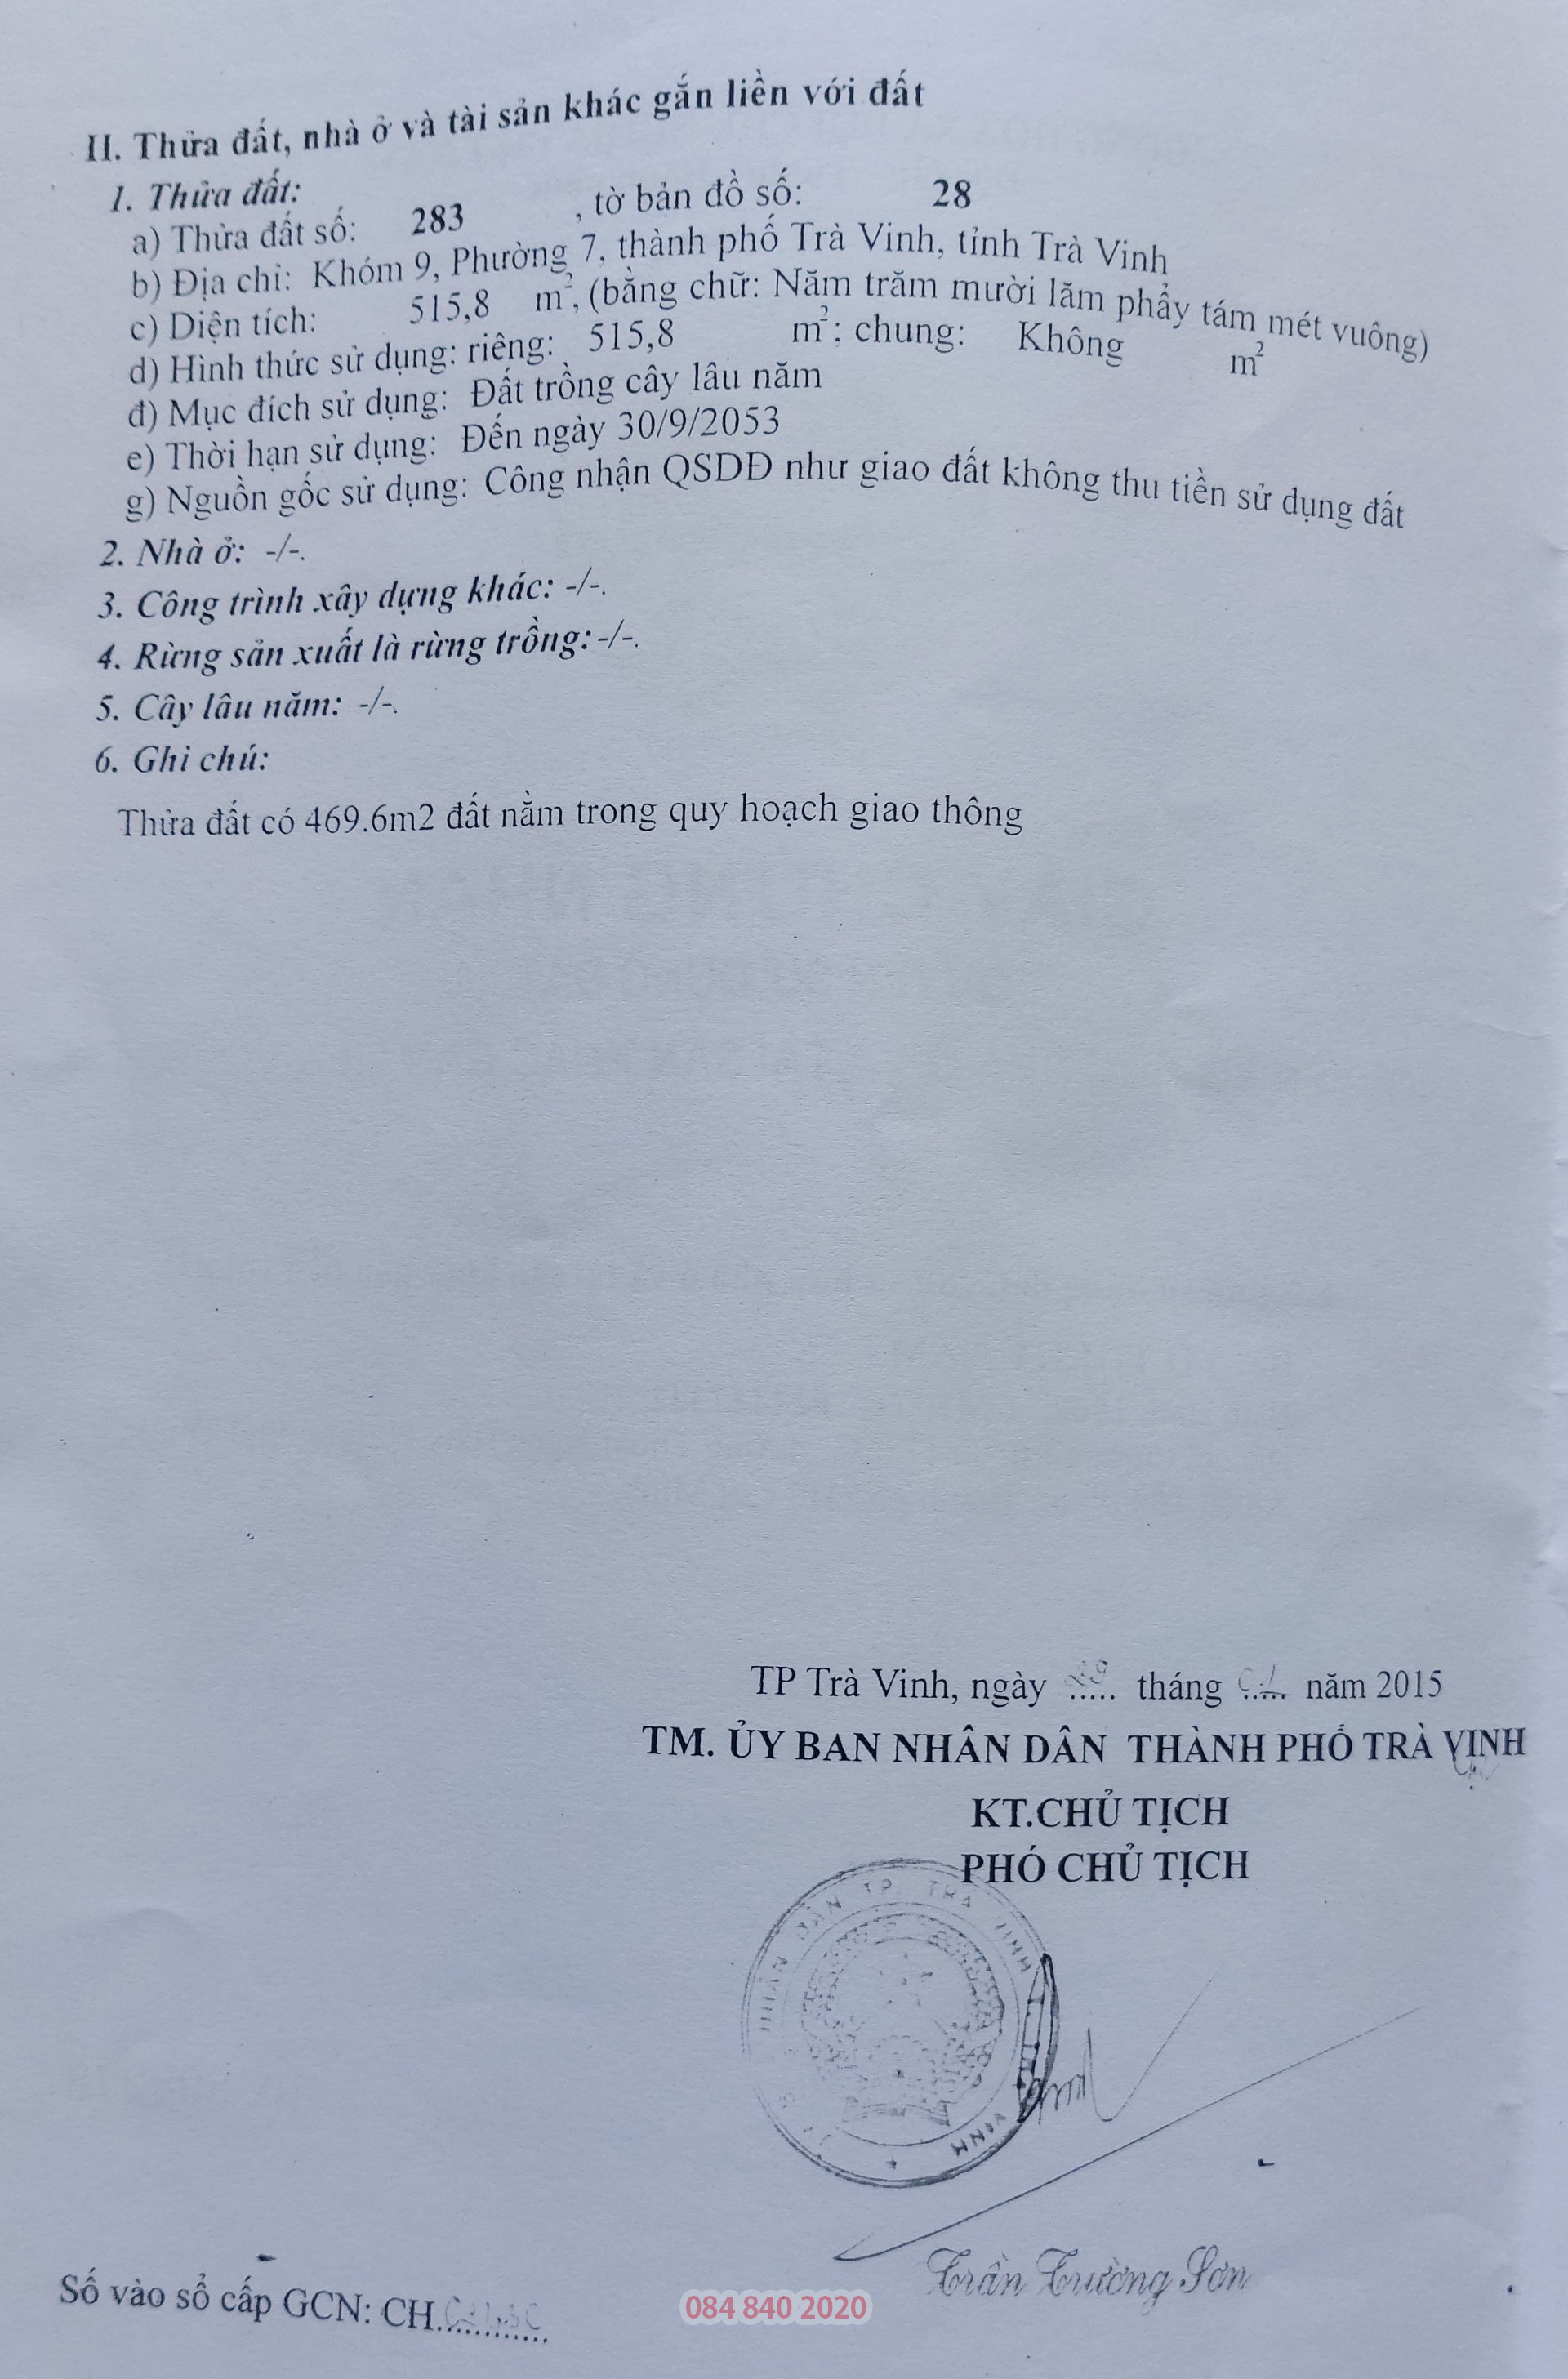 II. Thửa đất, nhà ở và tài sản khác gắn liền với đất
1. Thửa đất:
a) Thửa đất số: 283 , tờ bản đồ số: 28
b) Địa chỉ: Khóm 9, Phường 7, thành phố Trà Vinh, tỉnh Trà Vinh
c) Diện tích: 515,8 m², (bằng chữ: Năm trăm mười lăm phẩy tám mét vuông)
d) Hình thức sử dụng: riêng: 515,8 m²; chung: Không m²
đ) Mục đích sử dụng: Đất trồng cây lâu năm
e) Thời hạn sử dụng: Đến ngày 30/9/2053
g) Nguồn gốc sử dụng: Công nhận QSDĐ như giao đất không thu tiền sử dụng đất
2. Nhà ở: -/-.
3. Công trình xây dựng khác: -/-.
4. Rừng sản xuất là rừng trồng: -/-.
5. Cây lâu năm: -/-.
6. Ghi chú:
Thửa đất có 469.6m2 đất nằm trong quy hoạch giao thông
TP Trà Vinh, ngày ..... tháng ..... năm 2015
TM. ỦY BAN NHÂN DÂN THÀNH PHỐ TRÀ VINH
KT.CHỦ TỊCH
PHÓ CHỦ TỊCH
NHÂN DÂN TP. TRÀ VINH
VINH
Trần Trường Sơn
Số vào sổ cấp GCN: CH
084 840 2020